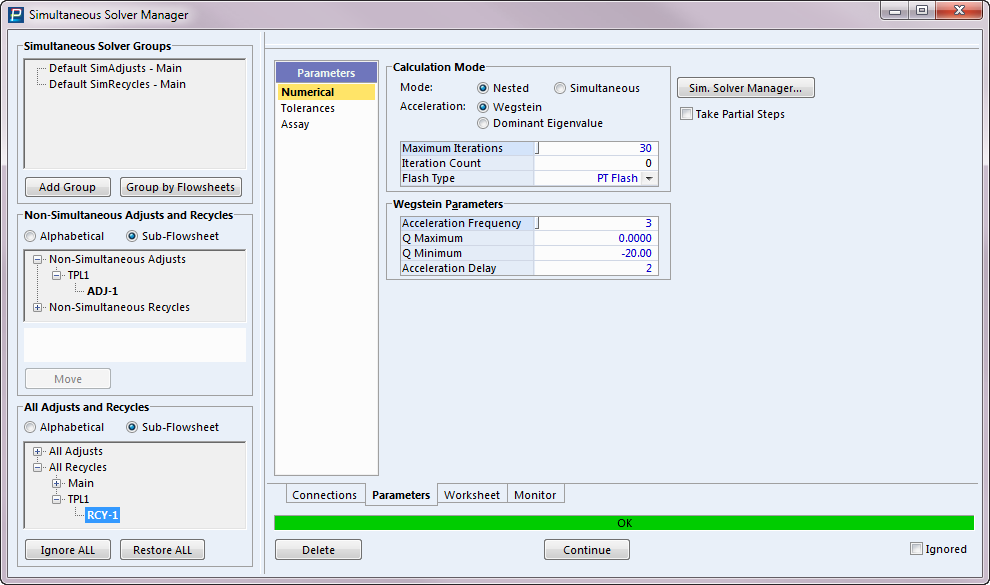 Simultaneous Solver Manager
Simultaneous Solver Groups
Default SimAdjusts - Main
Default SimRecycles - Main
Add Group
Group by Flowsheets
Non-Simultaneous Adjusts and Recycles
Alphabetical
Sub-Flowsheet
Non-Simultaneous Adjusts
TPL1
ADJ-1
Non-Simultaneous Recycles
Move
All Adjusts and Recycles
Alphabetical
Sub-Flowsheet
All Adjusts
All Recycles
Main
TPL1
RCY-1
Ignore ALL
Restore ALL
Parameters
Numerical
Tolerances
Assay
Calculation Mode
Mode: Nested Simultaneous
Acceleration: Wegstein
Dominant Eigenvalue
Maximum Iterations 30
Iteration Count 0
Flash Type PT Flash
Wegstein Parameters
Acceleration Frequency 3
Q Maximum 0.0000
Q Minimum -20.00
Acceleration Delay 2
Sim. Solver Manager...
Take Partial Steps
Connections Parameters Worksheet Monitor
OK
Delete Continue Ignored